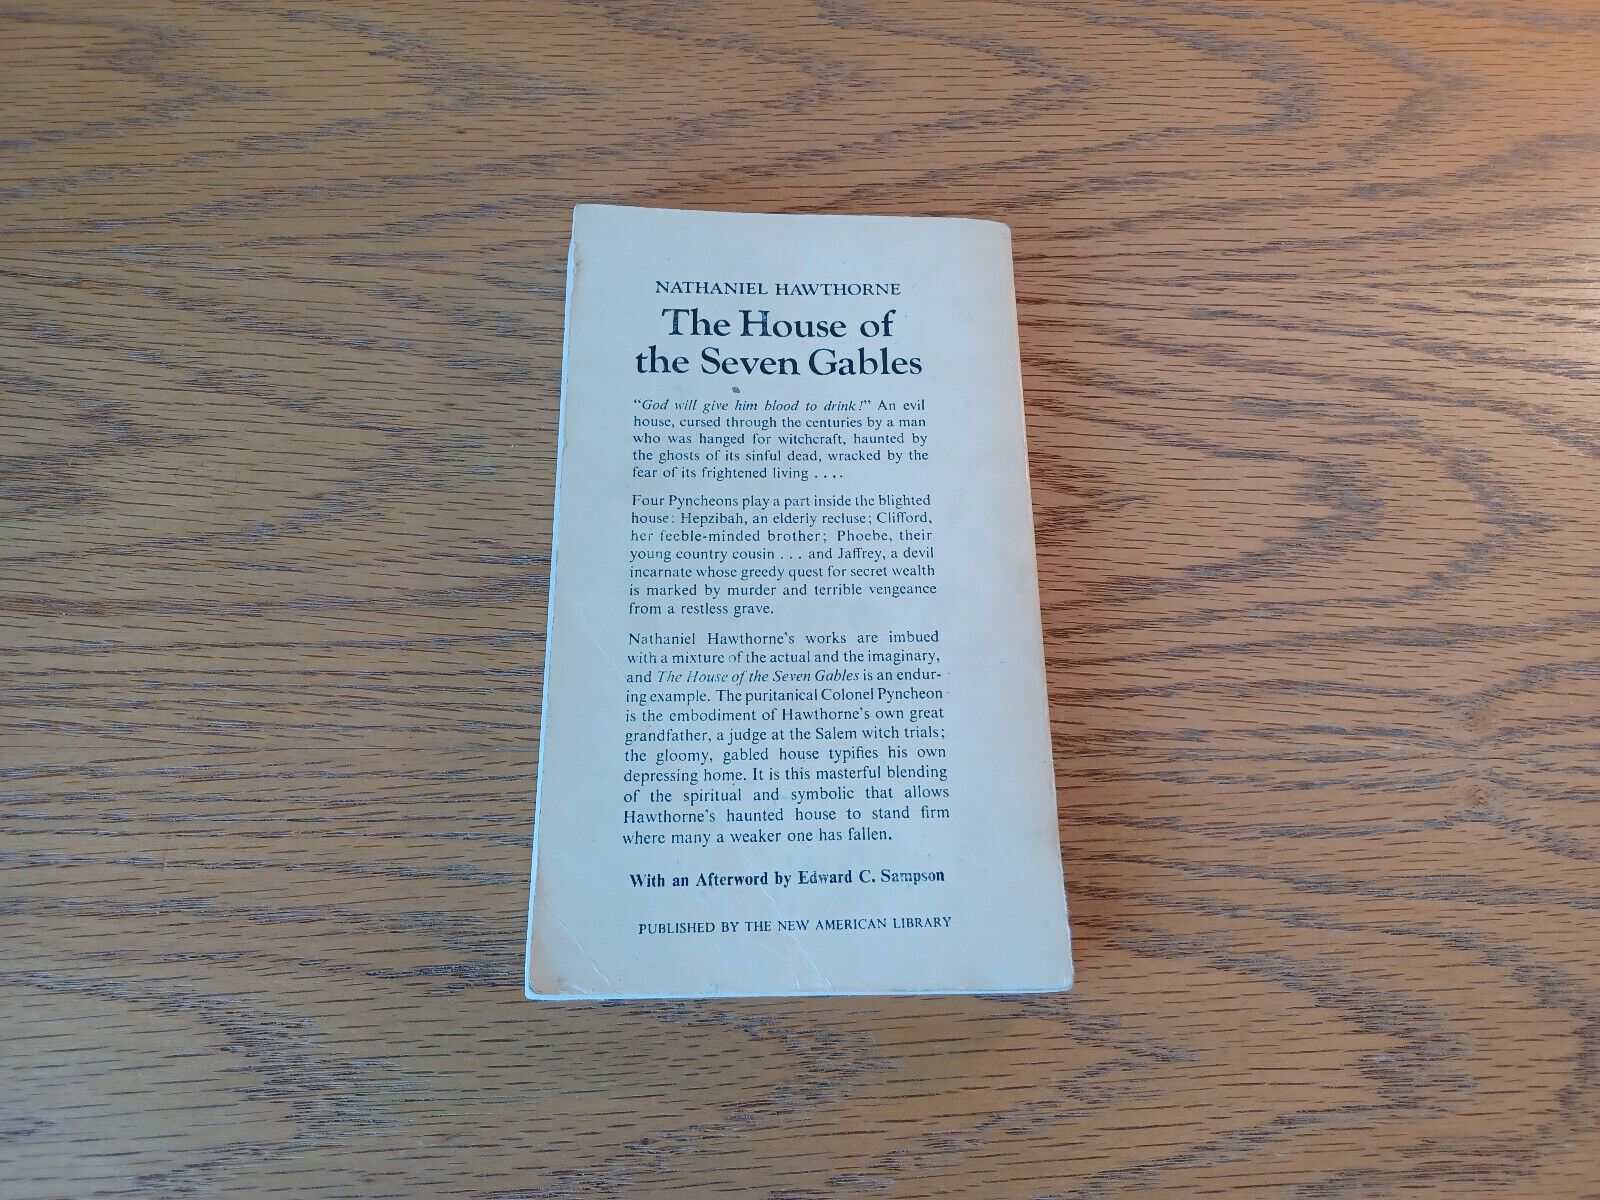 NATHANIEL HAWTHORNE
The House of
the Seven Gables
"God will give him blood to drink!" An evil
house, cursed through the centuries by a man
who was hanged for witchcraft, haunted by
the ghosts of its sinful dead, wracked by the
fear of its frightened living . . . .
Four Pyncheons play a part inside the blighted
house: Hepzibah, an elderly recluse; Clifford,
her feeble-minded brother; Phoebe, their
young country cousin . . . and Jaffrey, a devil
incarnate whose greedy quest for secret wealth
is marked by murder and terrible vengeance
from a restless grave.
Nathaniel Hawthorne's works are imbued
with a mixture of the actual and the imaginary,
and The House of the Seven Gables is an endur-
ing example. The puritanical Colonel Pyncheon
is the embodiment of Hawthorne's own great
grandfather, a judge at the Salem witch trials;
the gloomy, gabled house typifies his own
depressing home. It is this masterful blending
of the spiritual and symbolic that allows
Hawthorne's haunted house to stand firm
where many a weaker one has fallen.
With an Afterword by Edward C. Sampson
PUBLISHED BY THE NEW AMERICAN LIBRARY